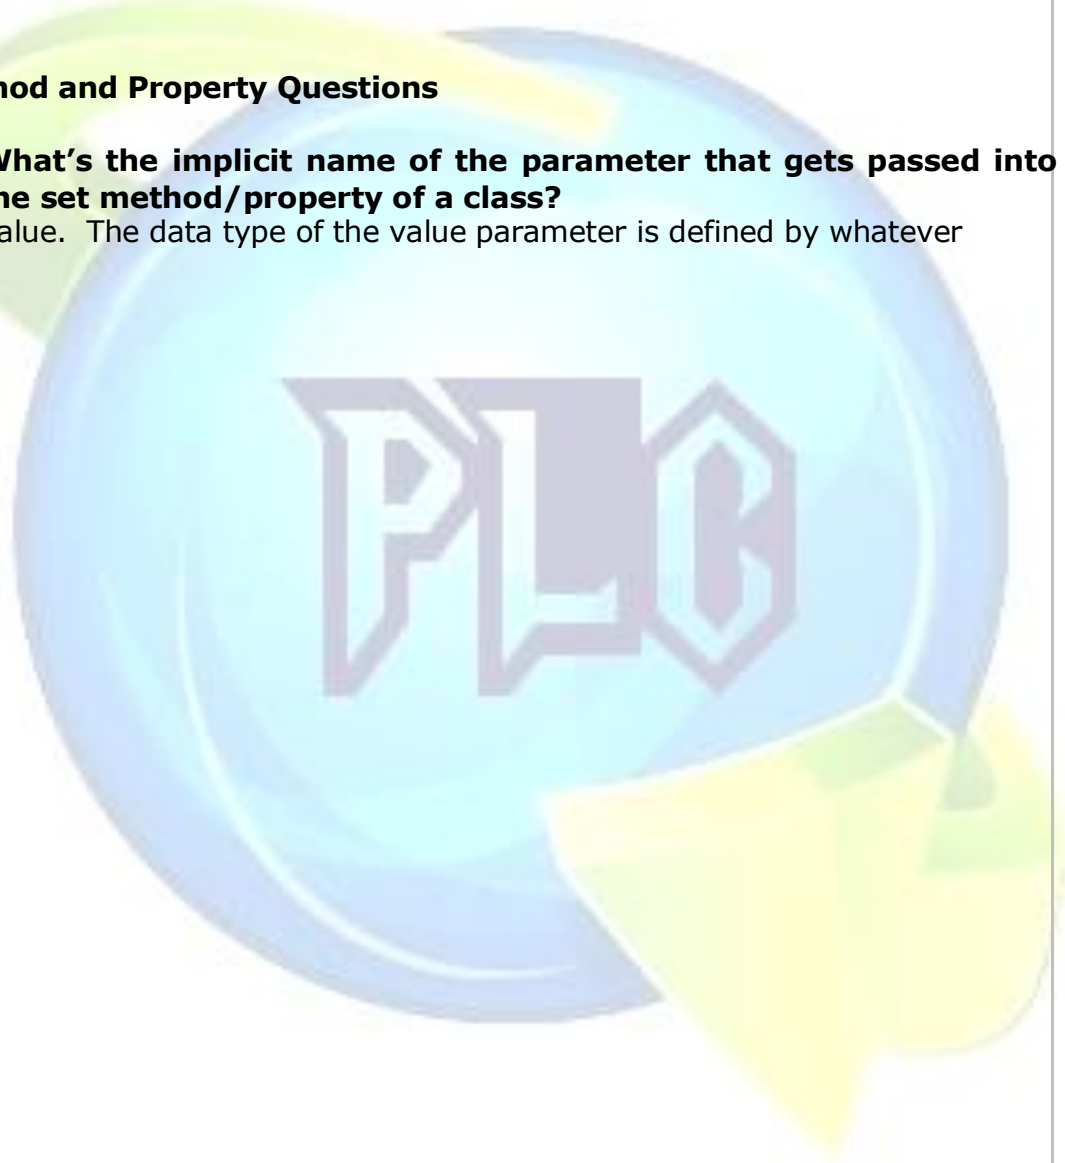 hod and Property Questions
What’s the implicit name of the parameter that gets passed into
he set method/property of a class?
alue.  The data type of the value parameter is defined by whatever
PLC